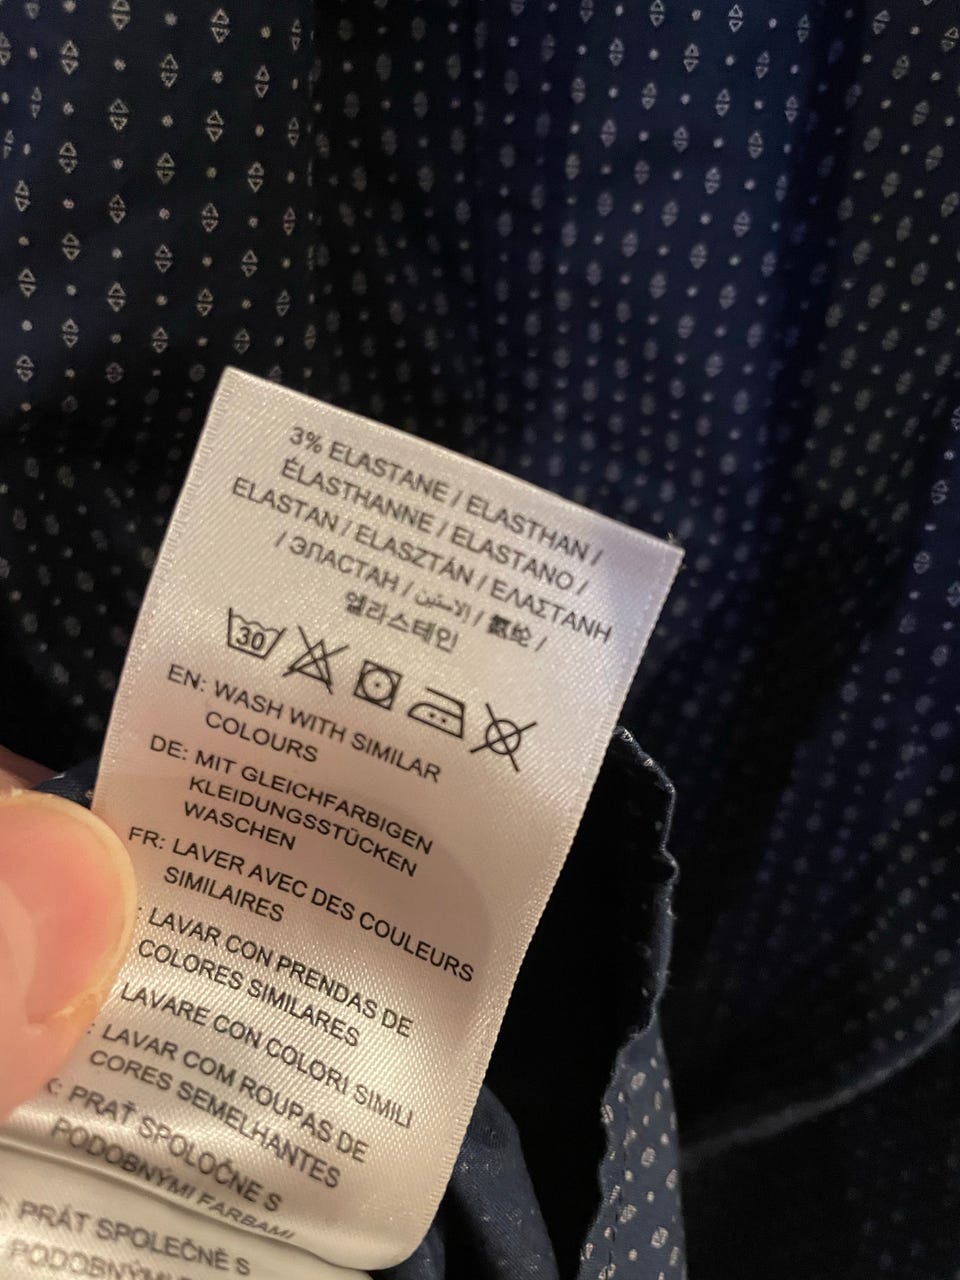 3% ELASTANE / ELASTHAN /
ÉLASTHANNE / ELASTANO /
ELASTAN / ELASZTÁN / ΕΛΑΣΤΑΝΗ
/ ЭЛАСТАН / الاستين / 氨纶 /
엘라스테인
30
EN: WASH WITH SIMILAR
COLOURS
DE: MIT GLEICHFARBIGEN
KLEIDUNGSSTÜCKEN
WASCHEN
FR: LAVER AVEC DES COULEURS
SIMILAIRES
: LAVAR CON PRENDAS DE
COLORES SIMILARES
LAVARE CON COLORI SIMILI
: LAVAR COM ROUPAS DE
CORES SEMELHANTES
: PRAŤ SPOLOČNE S
PODOBNÝMI FARBAMI
PRÁT SPOLEČNĚ S
PODOBNÝMI